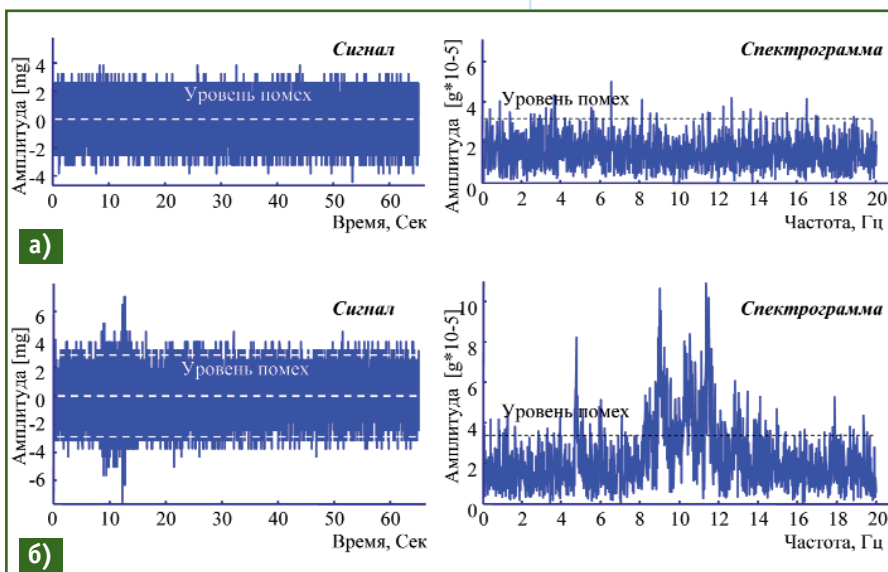 Сигнал
Амплитуда [mg]
4
2
0
-2
-4
Уровень помех
0 10 20 30 40 50 60
Время, Сек
а)
Спектрограмма
Амплитуда [g*10-5]
6
4
2
0
Уровень помех
0 2 4 6 8 10 12 14 16 18 20
Частота, Гц
Сигнал
Амплитуда [mg]
6
4
2
0
-2
-4
-6
Уровень помех
0 10 20 30 40 50 60
Время, Сек
б)
Спектрограмма
Амплитуда [g*10-5]
10
8
6
4
2
0
Уровень помех
0 2 4 6 8 10 12 14 16 18 20
Частота, Гц